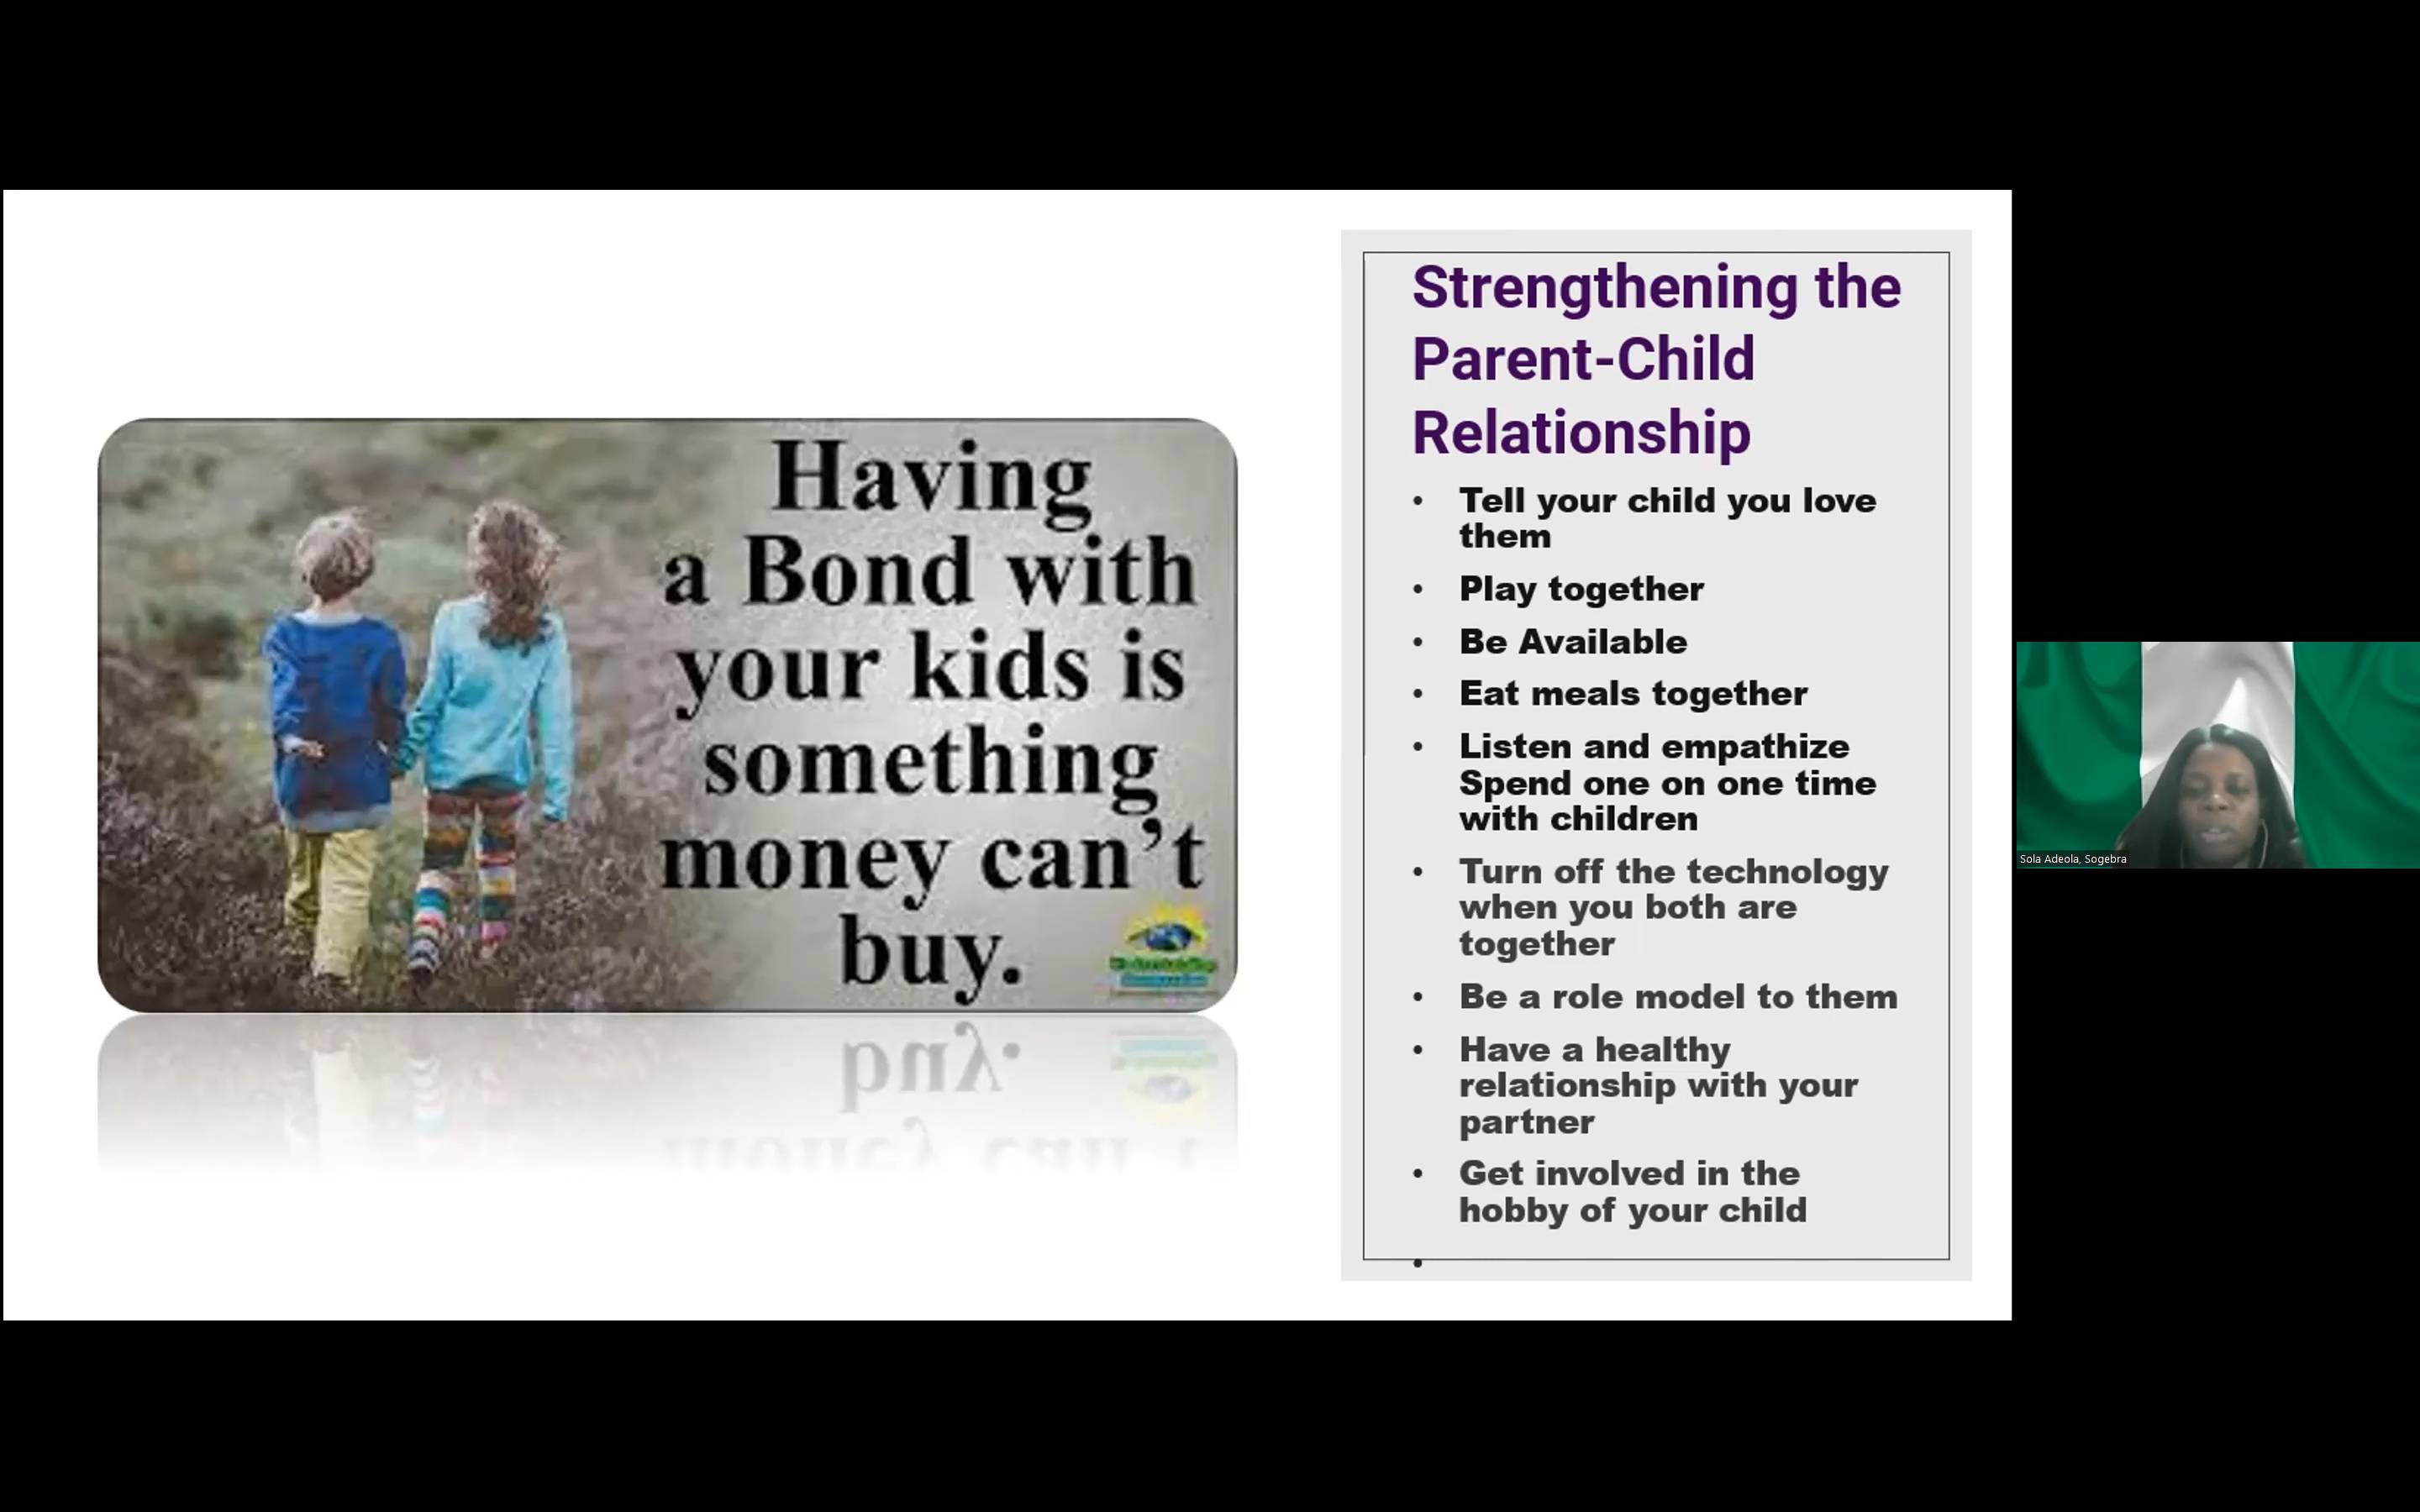 Having
a Bond with
your kids is
something
money can't
buy.
Strengthening the
Parent-Child
Relationship
• Tell your child you love
them
• Play together
• Be Available
• Eat meals together
• Listen and empathize
Spend one on one time
with children
• Turn off the technology
when you both are
together
• Be a role model to them
• Have a healthy
relationship with your
partner
• Get involved in the
hobby of your child
•
Sola Adeola, Sogebra